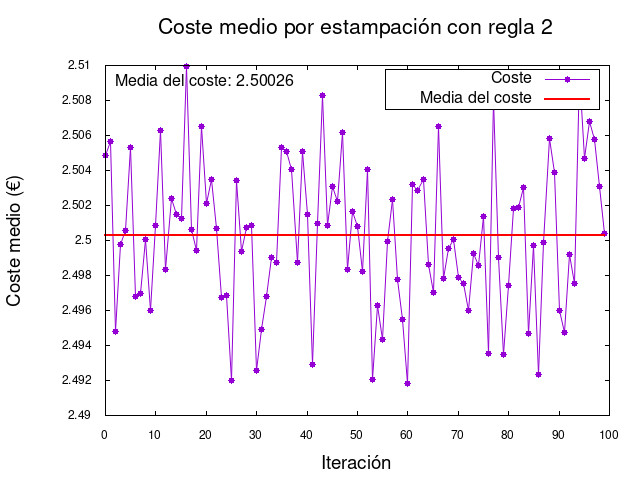 Coste medio por estampación con regla 2
Coste medio (€)
2.51
2.508
2.506
2.504
2.502
2.5
2.498
2.496
2.494
2.492
2.49
Media del coste: 2.50026
Coste
Media del coste
0 10 20 30 40 50 60 70 80 90 100
Iteración